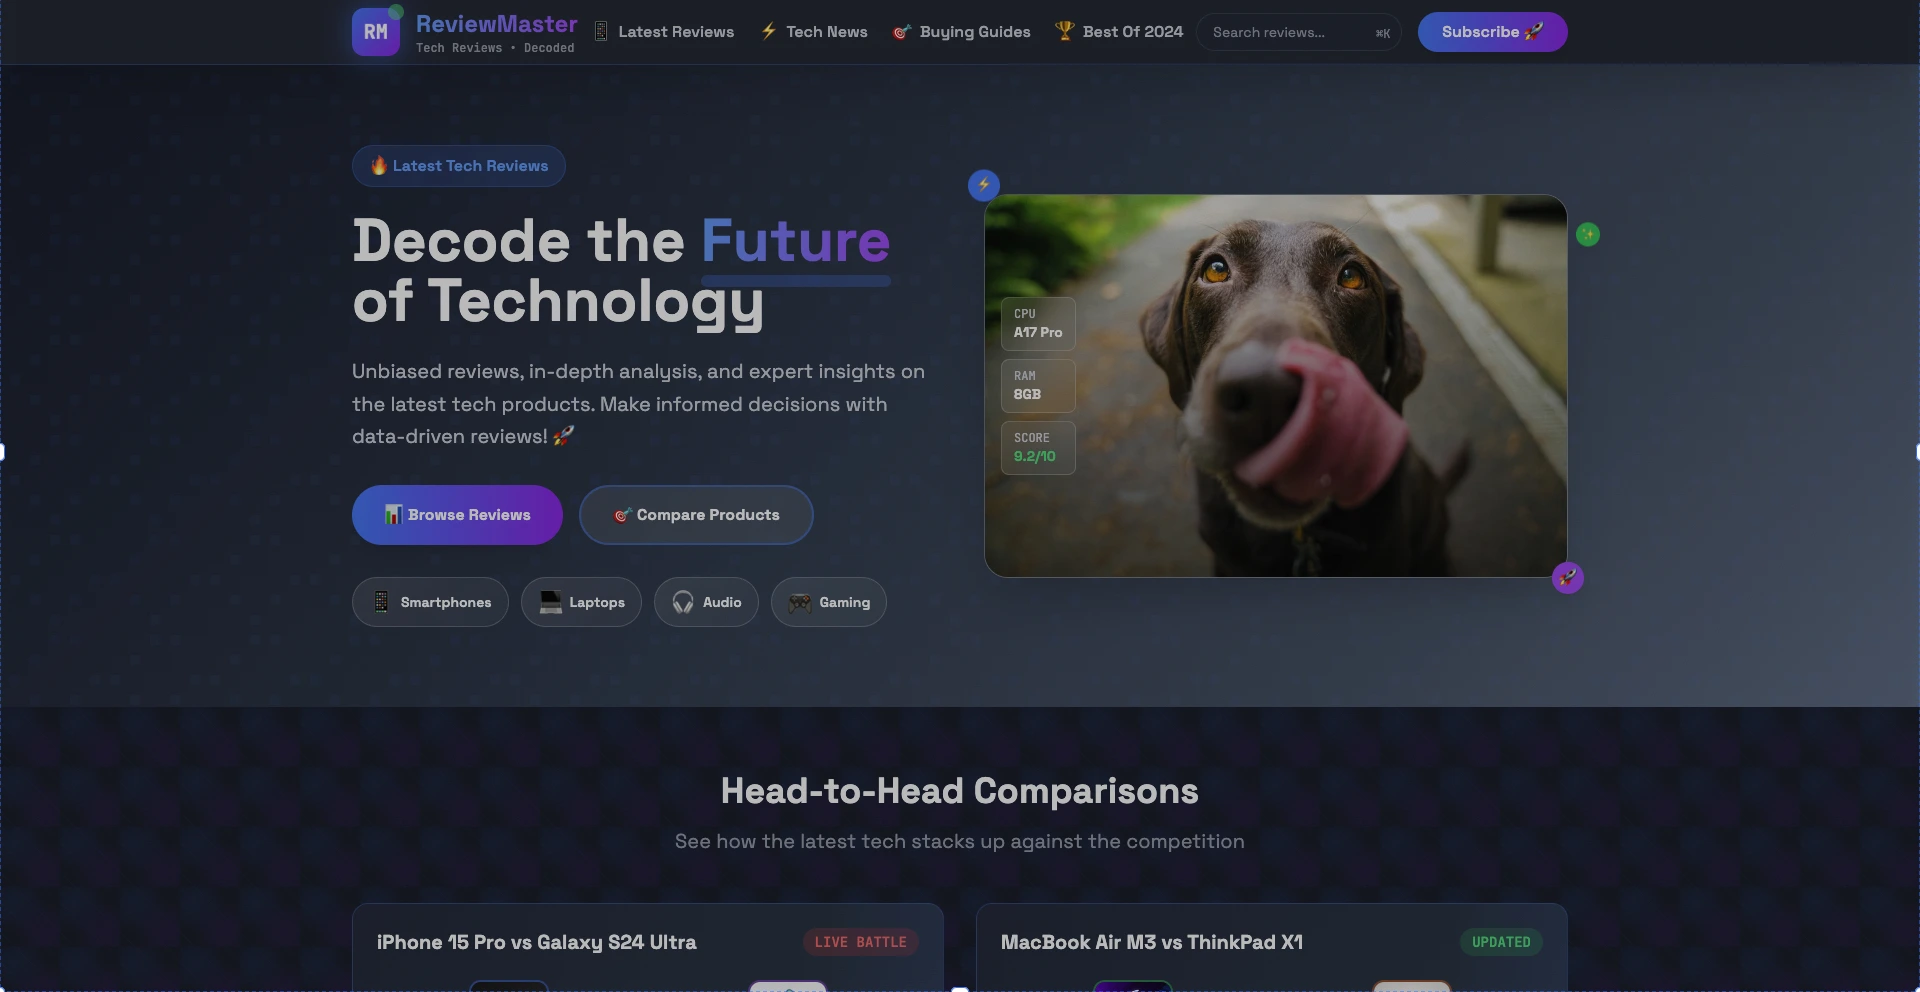 RM
ReviewMaster
Tech Reviews • Decoded
📱 Latest Reviews
⚡ Tech News
🎯 Buying Guides
🏆 Best Of 2024
Search reviews...
⌘K
Subscribe 🚀
🔥 Latest Tech Reviews
Decode the Future
of Technology
Unbiased reviews, in-depth analysis, and expert insights on
the latest tech products. Make informed decisions with
data-driven reviews! 🚀
📊 Browse Reviews
🎯 Compare Products
📱 Smartphones
💻 Laptops
🎧 Audio
🎮 Gaming
CPU
A17 Pro
RAM
8GB
SCORE
9.2/10
Head-to-Head Comparisons
See how the latest tech stacks up against the competition
iPhone 15 Pro vs Galaxy S24 Ultra
LIVE BATTLE
MacBook Air M3 vs ThinkPad X1
UPDATED